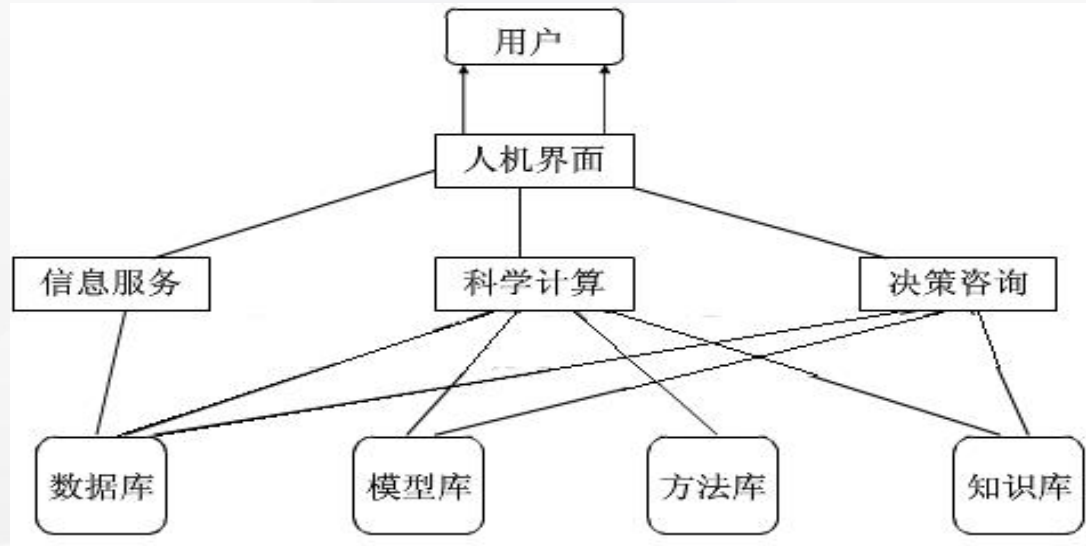 用户
人机界面
信息服务
科学计算
决策咨询
数据库
模型库
方法库
知识库